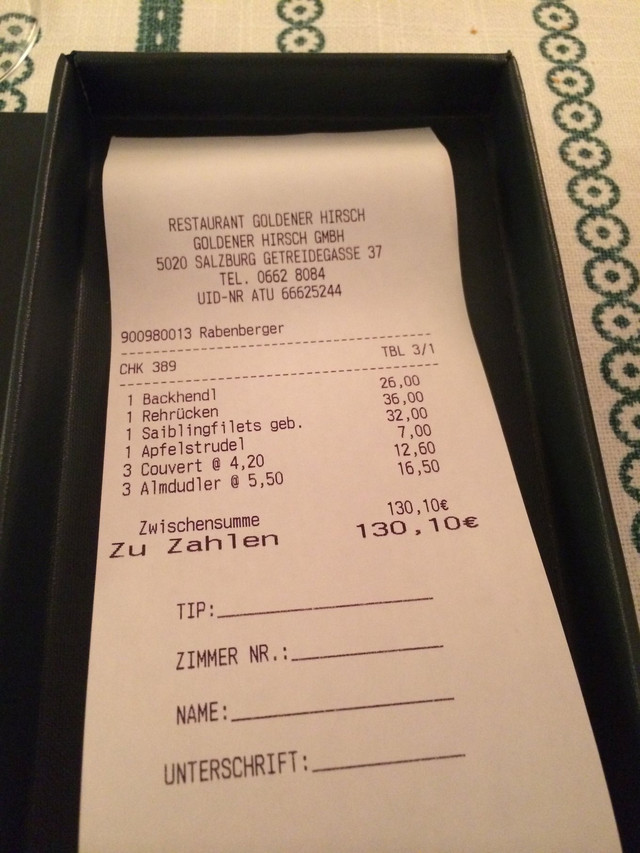 RESTAURANT GOLDENER HIRSCH
GOLDENER HIRSCH GMBH
5020 SALZBURG GETREIDEGASSE 37
TEL. 0662 8084
UID-NR ATU 66625244
900980013 Rabenberger
CHK 389 TBL 3/1
1 Backhendl 26,00
1 Rehrücken 36,00
1 Saiblingfilets geb. 32,00
1 Apfelstrudel 7,00
3 Couvert @ 4,20 12,60
3 Almdudler @ 5,50 16,50
Zwischensumme 130,10€
Zu Zahlen 130,10€
TIP:
ZIMMER NR.:
NAME:
UNTERSCHRIFT: